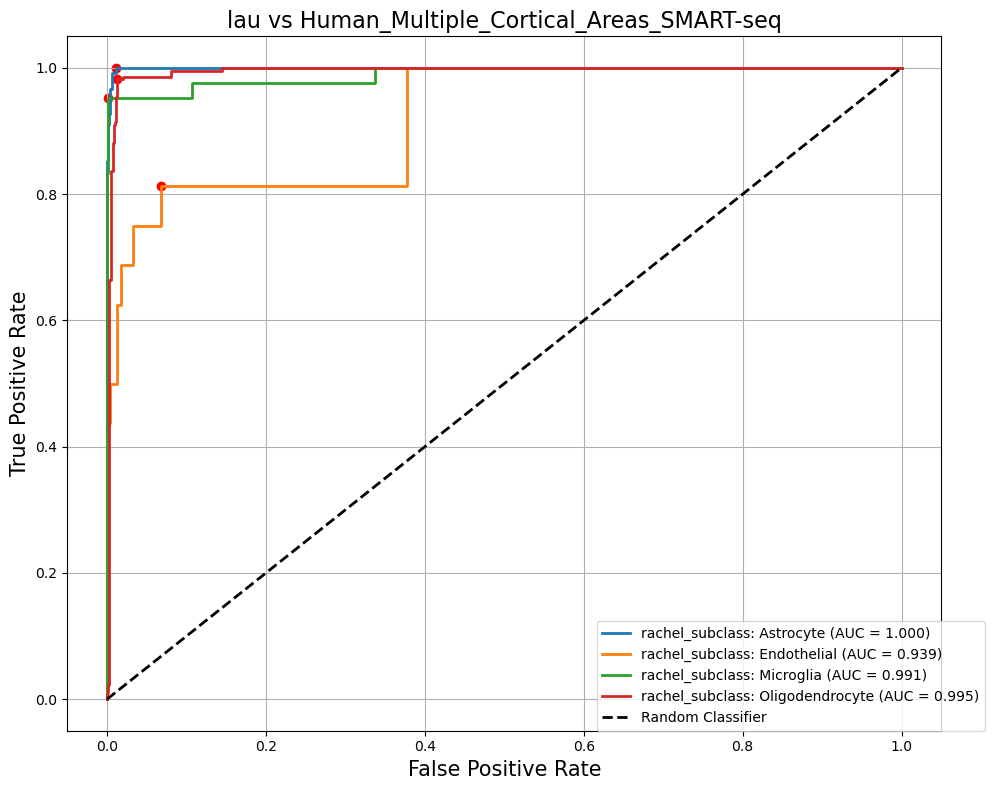 lau vs Human_Multiple_Cortical_Areas_SMART-seq
True Positive Rate
1.0
0.8
0.6
0.4
0.2
0.0
0.0 0.2 0.4 0.6 0.8 1.0
False Positive Rate
rachel_subclass: Astrocyte (AUC = 1.000)
rachel_subclass: Endothelial (AUC = 0.939)
rachel_subclass: Microglia (AUC = 0.991)
rachel_subclass: Oligodendrocyte (AUC = 0.995)
Random Classifier